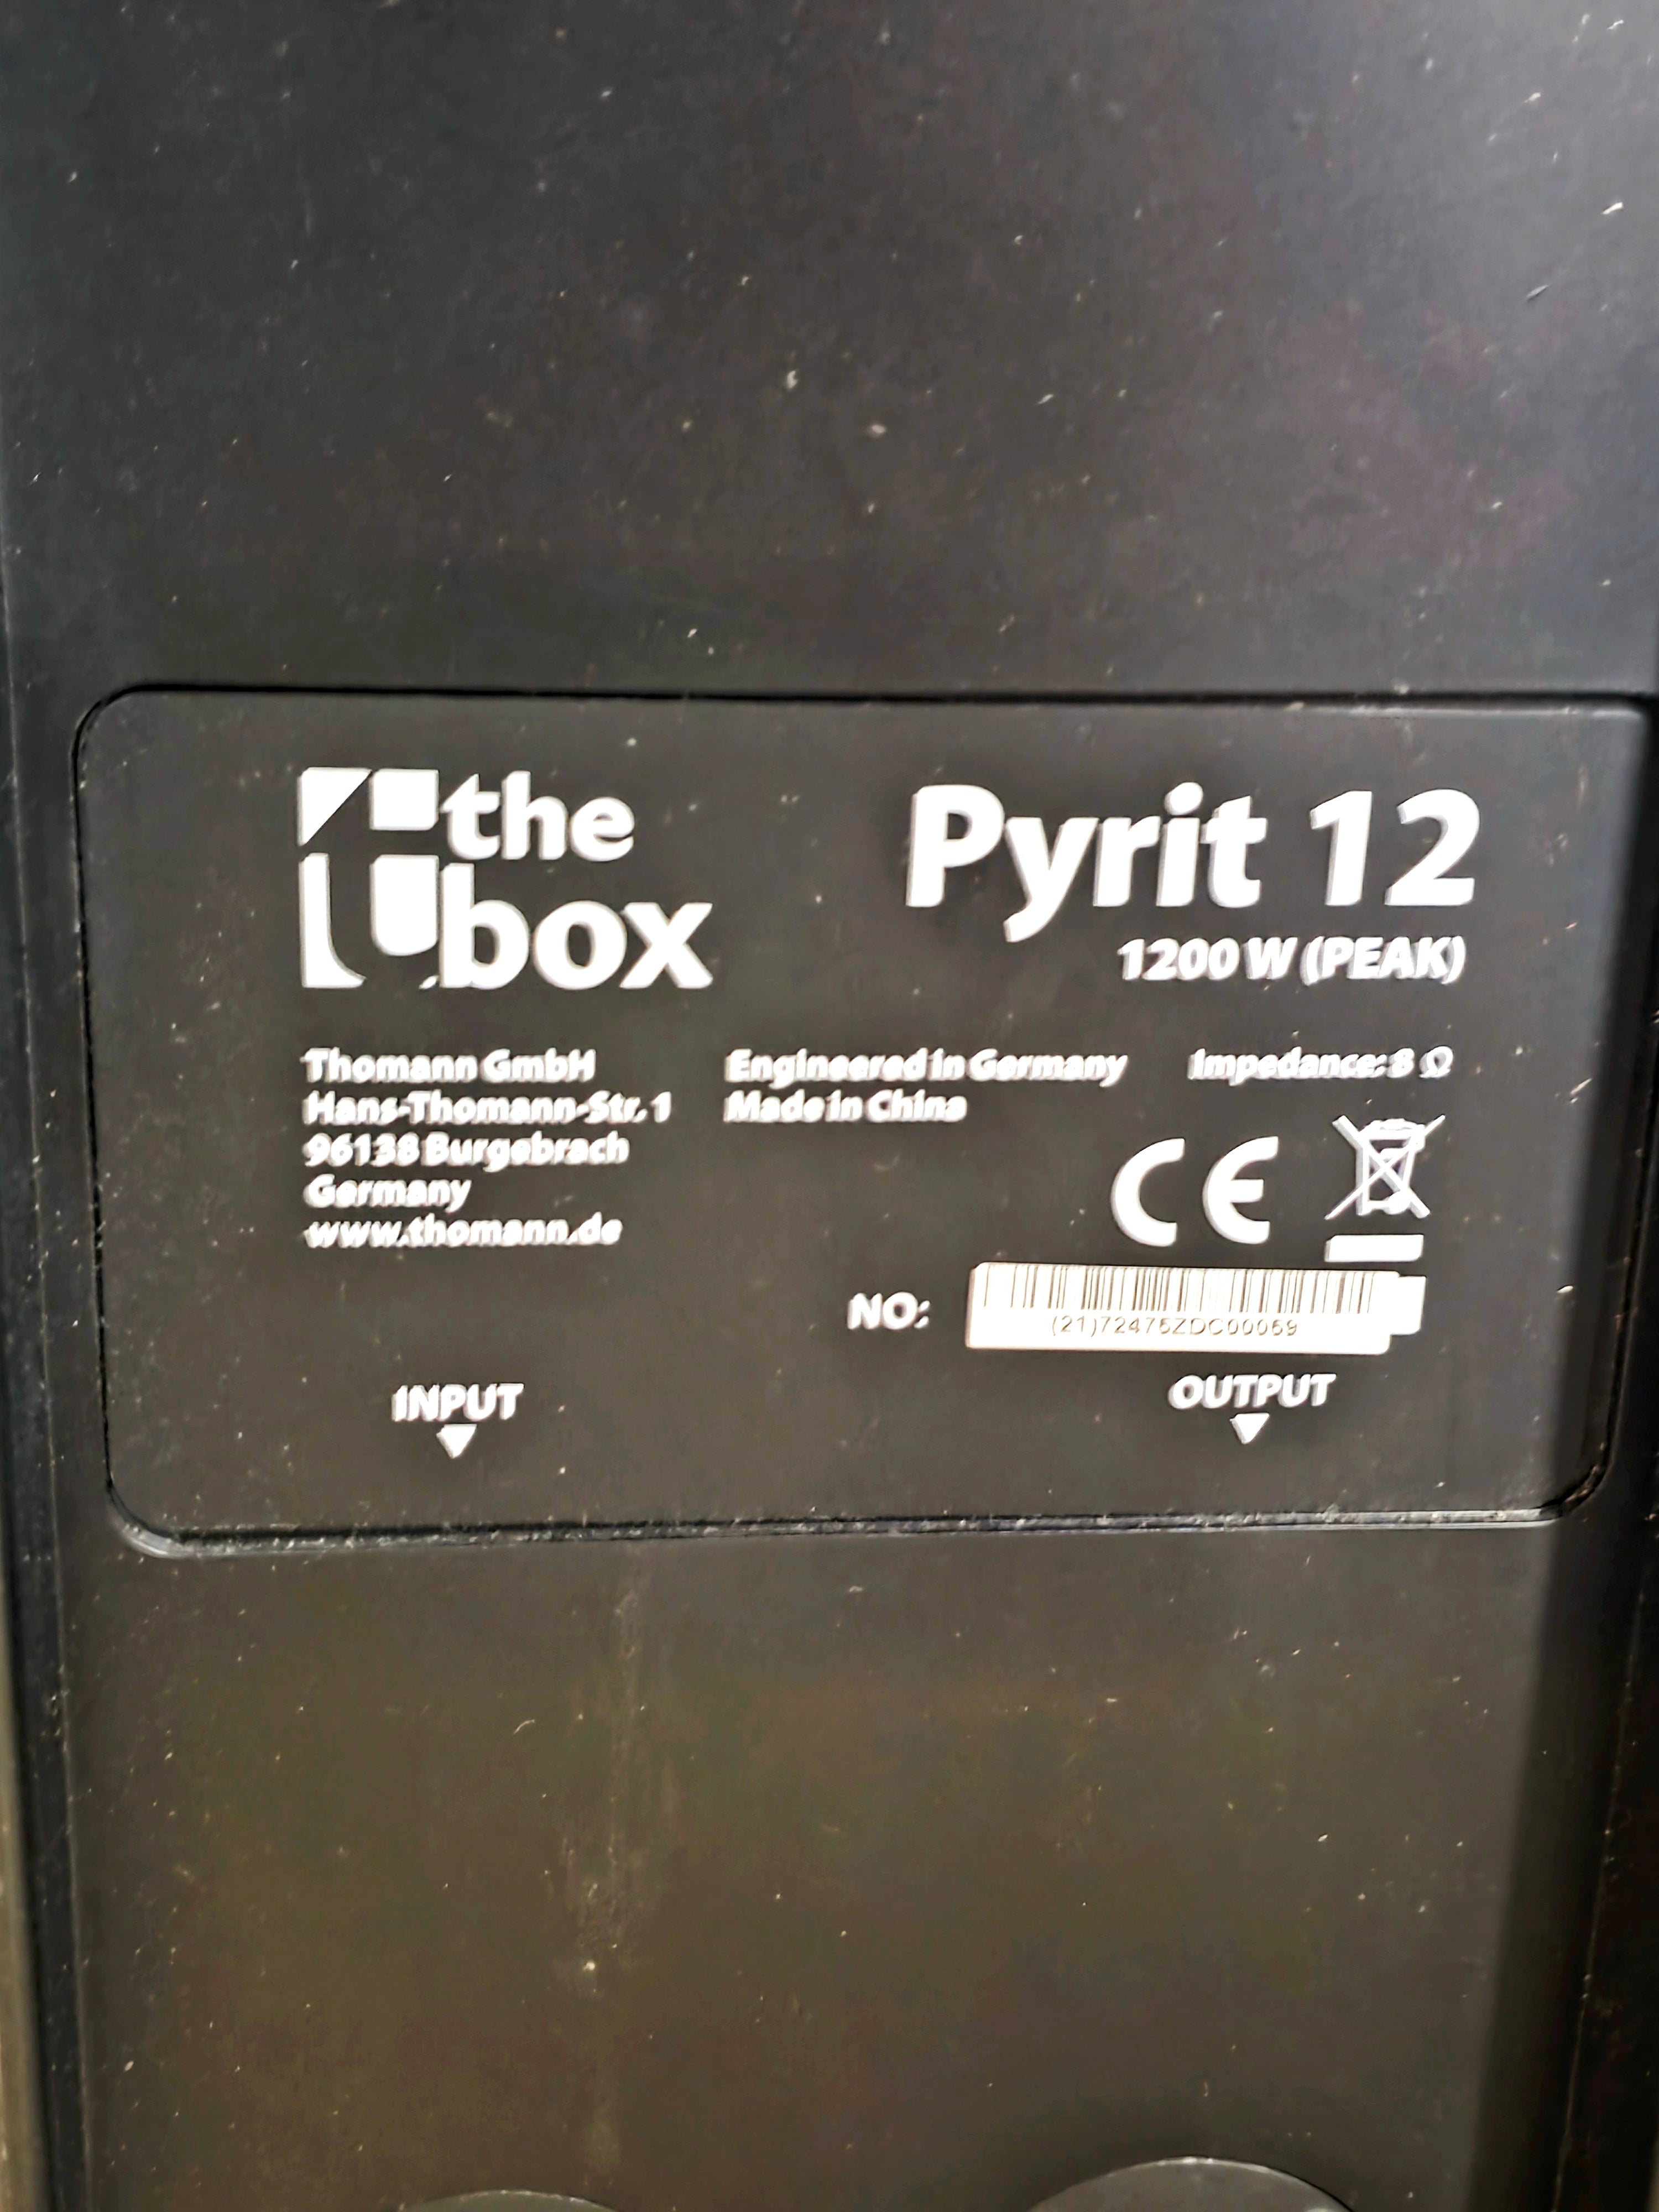 the
box
Pyrit 12
1200 W (PEAK)
Thomann GmbH
Hans-Thomann-Str. 1
96138 Burgebrach
Germany
www.thomann.de
Engineered in Germany
Made in China
Impedance: 8 Ω
CE
NO:
(21)72475ZDC00059
INPUT
OUTPUT